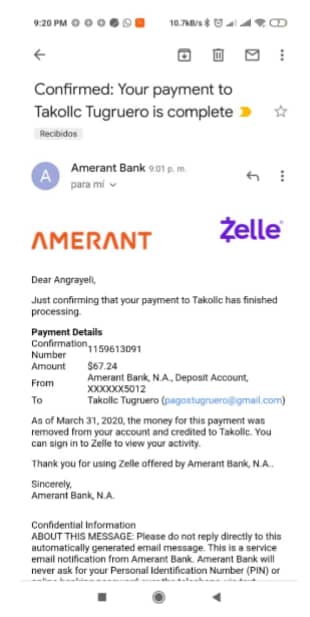 9:20 PM 10.7kB/s
Confirmed: Your payment to
Takollc Tugruero is complete
Recibidos
A
Amerant Bank 9:01 p. m.
para mí
AMERANT
Zelle
Dear Angrayeli,
Just confirming that your payment to Takollc has finished
processing.
Payment Details
Confirmation
Number 1159613091
Amount $67.24
From Amerant Bank, N.A., Deposit Account,
XXXXXX5012
To Takollc Tugruero (pagostugruero@gmail.com)
As of March 31, 2020, the money for this payment was
removed from your account and credited to Takollc. You
can sign in to Zelle to view your activity.
Thank you for using Zelle offered by Amerant Bank, N.A..
Sincerely,
Amerant Bank, N.A.
Confidential Information
ABOUT THIS MESSAGE: Please do not reply directly to this
automatically generated email message. This is a service
email notification from Amerant Bank. Amerant Bank will
never ask for your Personal Identification Number (PIN) or